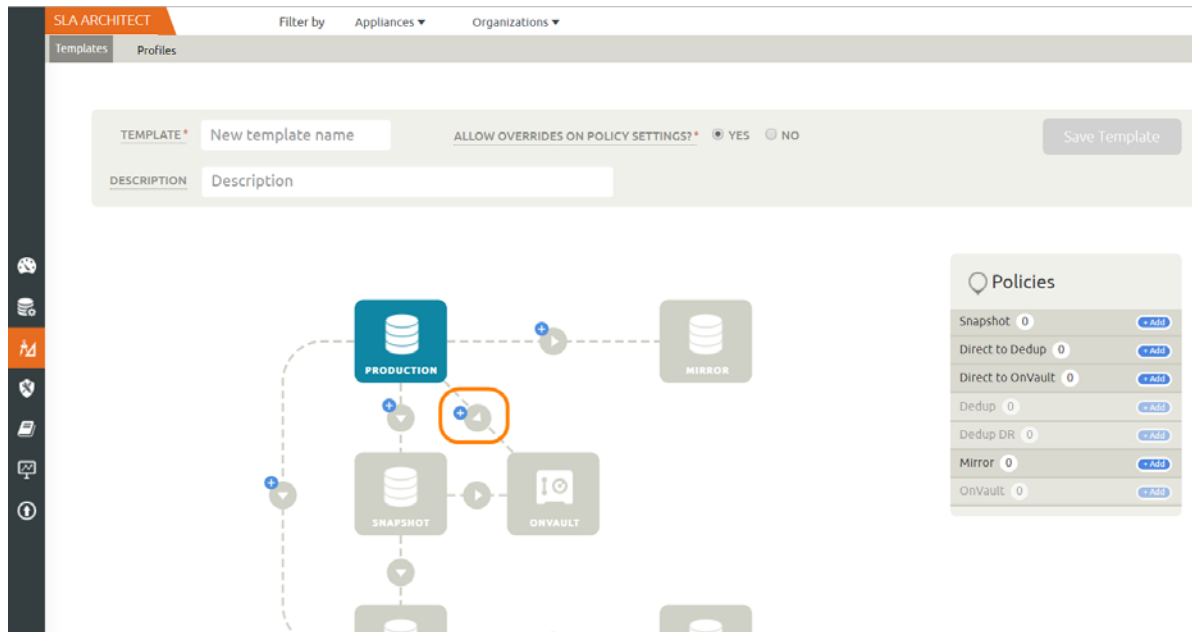 SLA ARCHITECT Filter by Appliances ▾ Organizations ▾
Templates Profiles
TEMPLATE* New template name ALLOW OVERRIDES ON POLICY SETTINGS?* YES NO Save Template
DESCRIPTION Description
Policies
Snapshot 0 + Add
Direct to Dedup 0 + Add
Direct to OnVault 0 + Add
Dedup 0 + Add
Dedup DR 0 + Add
Mirror 0 + Add
OnVault 0 + Add
PRODUCTION MIRROR
SNAPSHOT ONVAULT